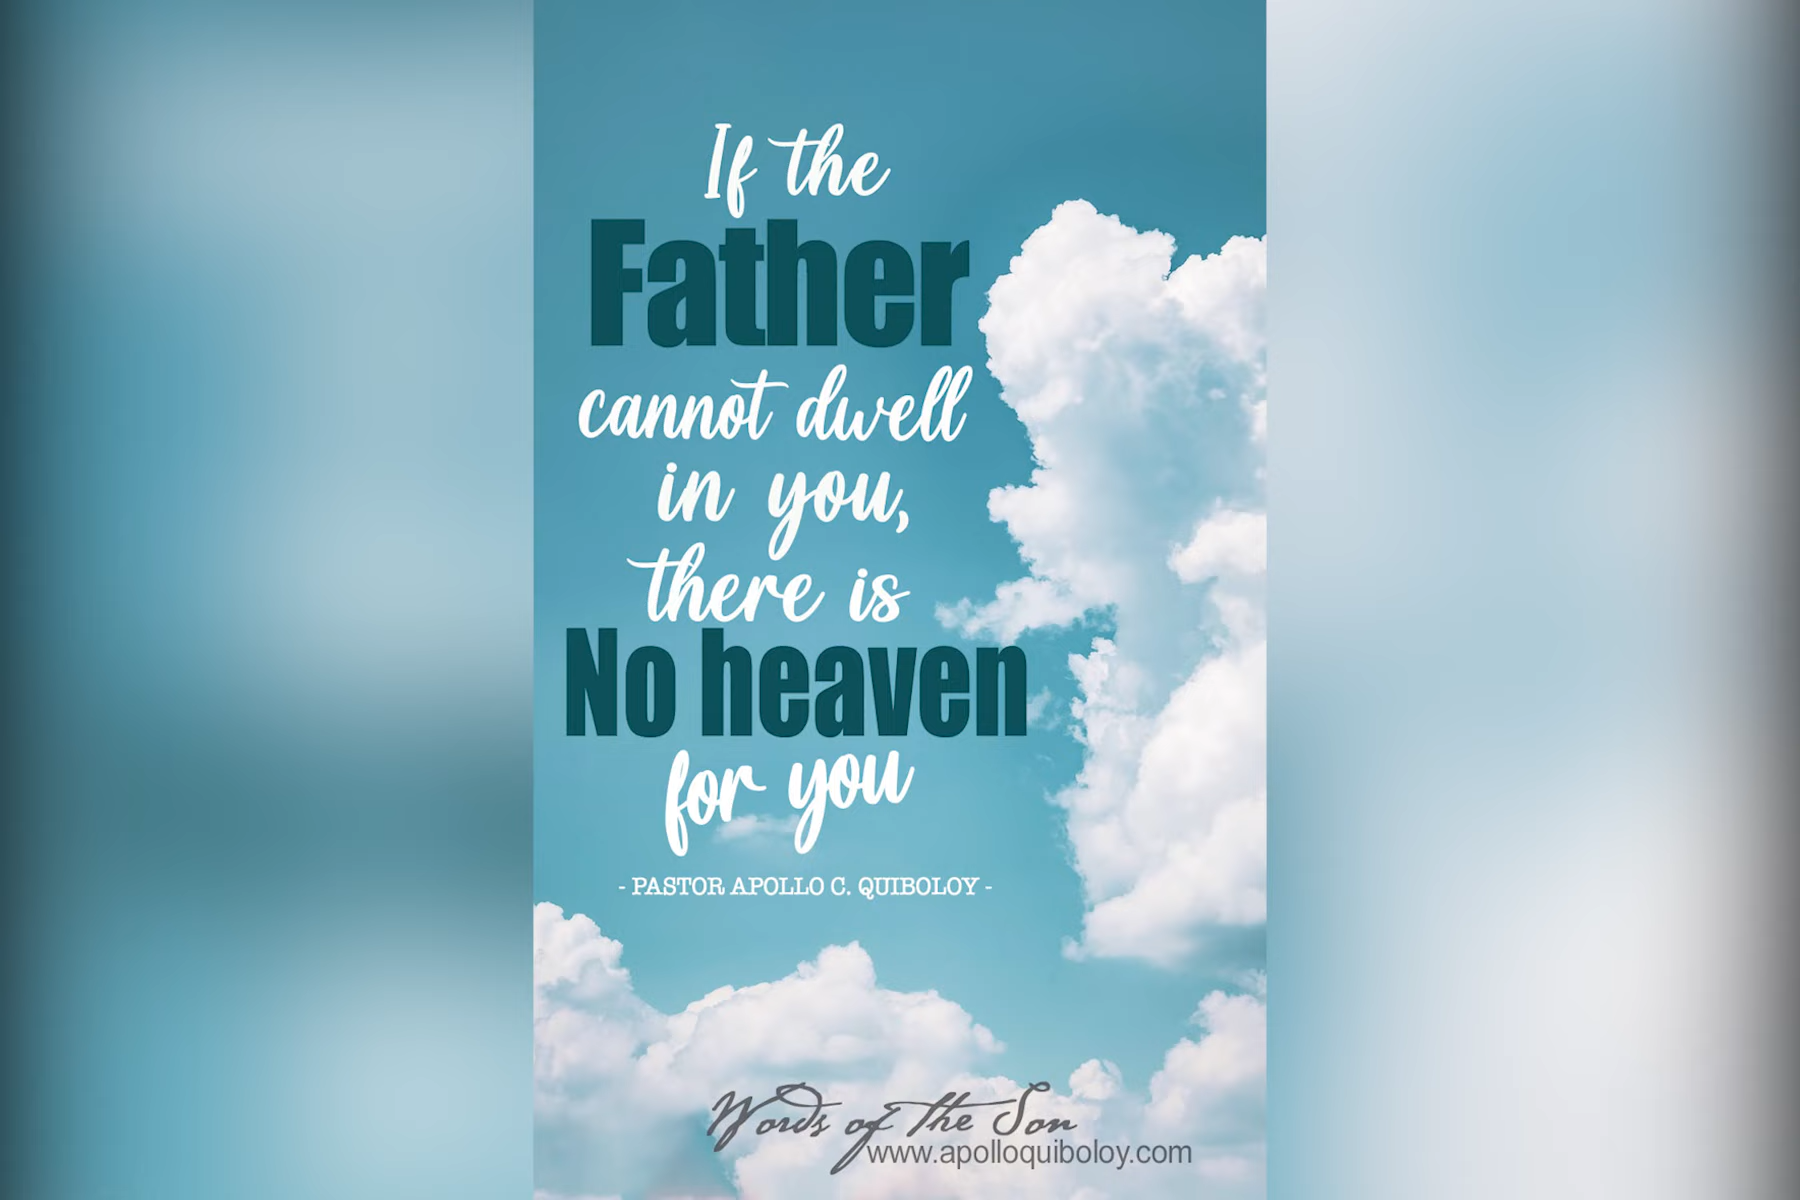 If the
Father
cannot dwell
in you,
there is
No heaven
for you
- PASTOR APOLLO C. QUIBOLOY -
Words of the Son
www.apolloquiboloy.com